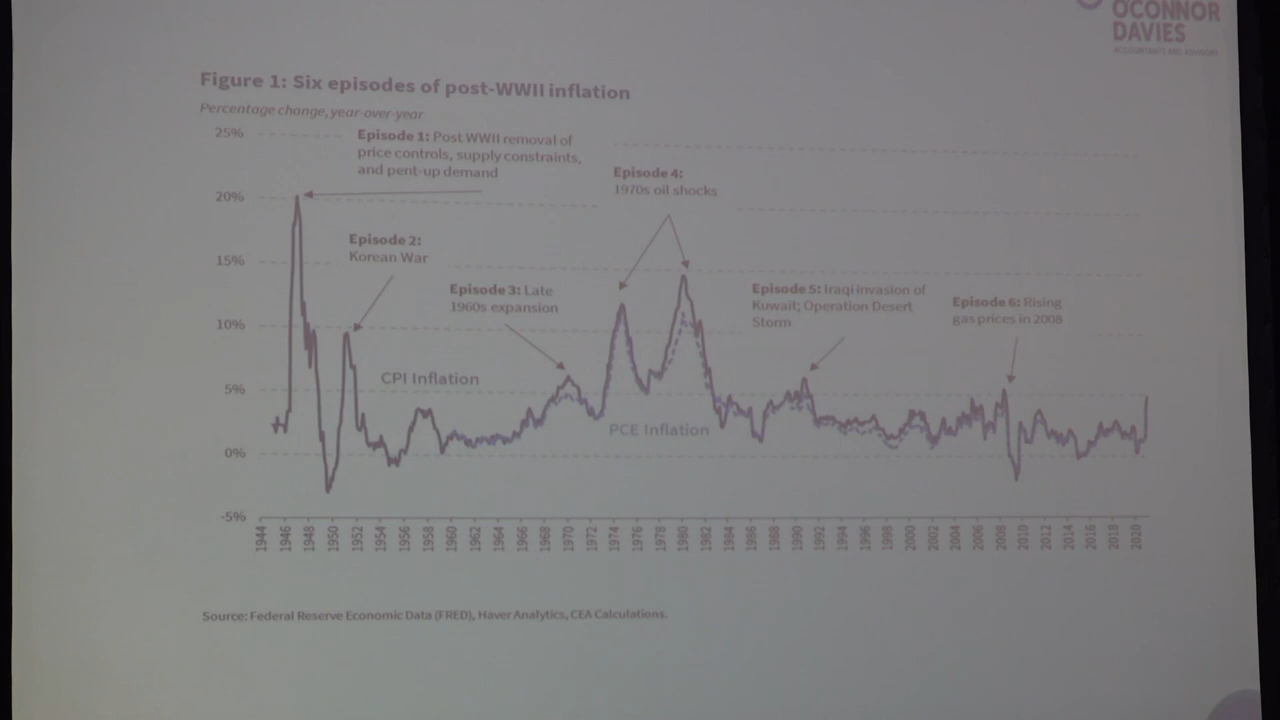 O'CONNOR
DAVIES
ACCOUNTANTS AND ADVISORS
Figure 1: Six episodes of post-WWII inflation
Percentage change, year-over-year
25%
20%
15%
10%
5%
0%
-5%
Episode 1: Post WWII removal of
price controls, supply constraints,
and pent-up demand
Episode 2:
Korean War
Episode 3: Late
1960s expansion
Episode 4:
1970s oil shocks
Episode 5: Iraqi invasion of
Kuwait; Operation Desert
Storm
Episode 6: Rising
gas prices in 2008
CPI Inflation
PCE Inflation
1944 1946 1948 1950 1952 1954 1956 1958 1960 1962 1964 1966 1968 1970 1972 1974 1976 1978 1980 1982 1984 1986 1988 1990 1992 1994 1996 1998 2000 2002 2004 2006 2008 2010 2012 2014 2016 2018 2020
Source: Federal Reserve Economic Data (FRED), Haver Analytics, CEA Calculations.